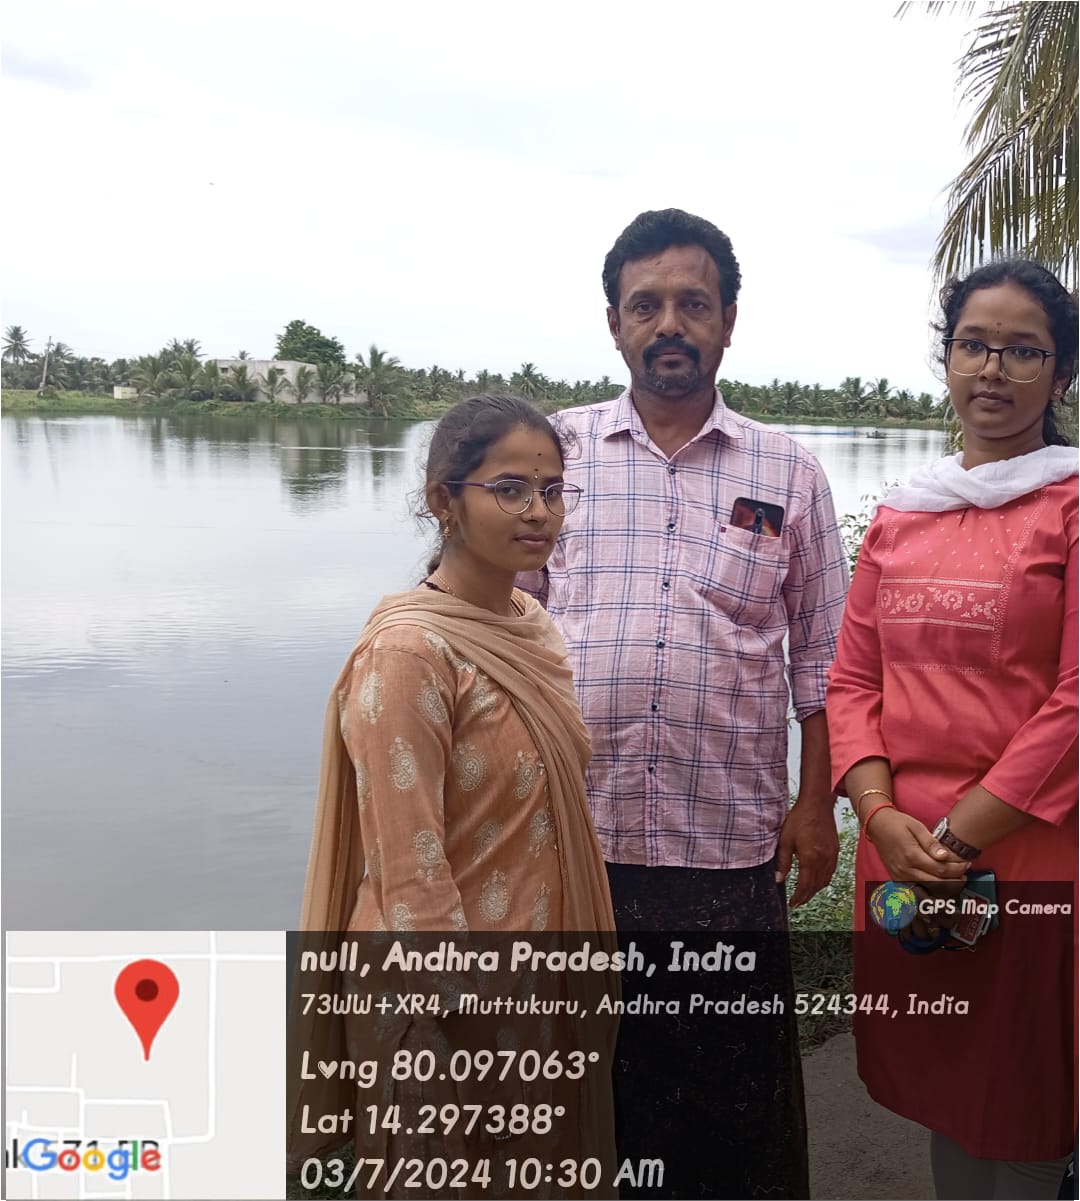 GPS Map Camera
null, Andhra Pradesh, India
73WW+XR4, Muttukuru, Andhra Pradesh 524344, India
Long 80.097063°
Lat 14.297388°
03/7/2024 10:30 AM
Google